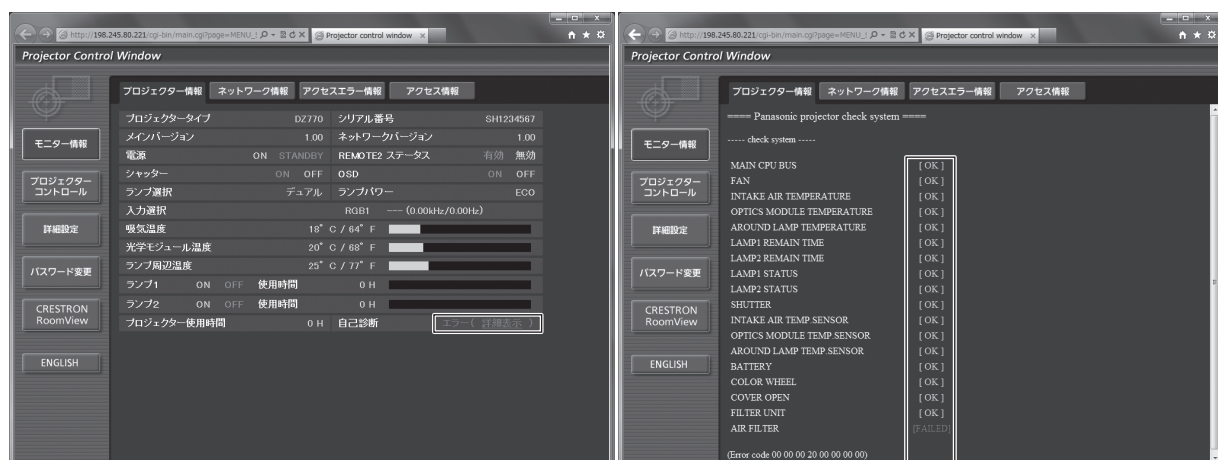 http://198.245.80.221/cgi-bin/main.cgi?page=MENU_
Projector control window
Projector Control Window
プロジェクター情報 ネットワーク情報 アクセスエラー情報 アクセス情報
モニター情報
プロジェクター
コントロール
詳細設定
パスワード変更
CRESTRON
RoomView
ENGLISH
プロジェクタータイプ DZ770 シリアル番号 SH1234567
メインバージョン 1.00 ネットワークバージョン 1.00
電源 ON STANDBY REMOTE2 ステータス 有効 無効
シャッター ON OFF OSD ON OFF
ランプ選択 デュアル ランプパワー ECO
入力選択 RGB1 --- (0.00kHz/0.00Hz)
吸気温度 18° C / 64° F
光学モジュール温度 20° C / 68° F
ランプ周辺温度 25° C / 77° F
ランプ1 ON OFF 使用時間 0 H
ランプ2 ON OFF 使用時間 0 H
プロジェクター使用時間 0 H 自己診断 エラー( 詳細表示 )
http://198.245.80.221/cgi-bin/main.cgi?page=MENU_
Projector control window
Projector Control Window
プロジェクター情報 ネットワーク情報 アクセスエラー情報 アクセス情報
モニター情報
プロジェクター
コントロール
詳細設定
パスワード変更
CRESTRON
RoomView
ENGLISH
==== Panasonic projector check system ====
----- check system -----
MAIN CPU BUS [ OK ]
FAN [ OK ]
INTAKE AIR TEMPERATURE [ OK ]
OPTICS MODULE TEMPERATURE [ OK ]
AROUND LAMP TEMPERATURE [ OK ]
LAMP1 REMAIN TIME [ OK ]
LAMP2 REMAIN TIME [ OK ]
LAMP1 STATUS [ OK ]
LAMP2 STATUS [ OK ]
SHUTTER [ OK ]
INTAKE AIR TEMP.SENSOR [ OK ]
OPTICS MODULE TEMP.SENSOR [ OK ]
AROUND LAMP TEMP.SENSOR [ OK ]
BATTERY [ OK ]
COLOR WHEEL [ OK ]
COVER OPEN [ OK ]
FILTER UNIT [ OK ]
AIR FILTER [FAILED]
(Error code 00 00 00 20 00 00 00 00)